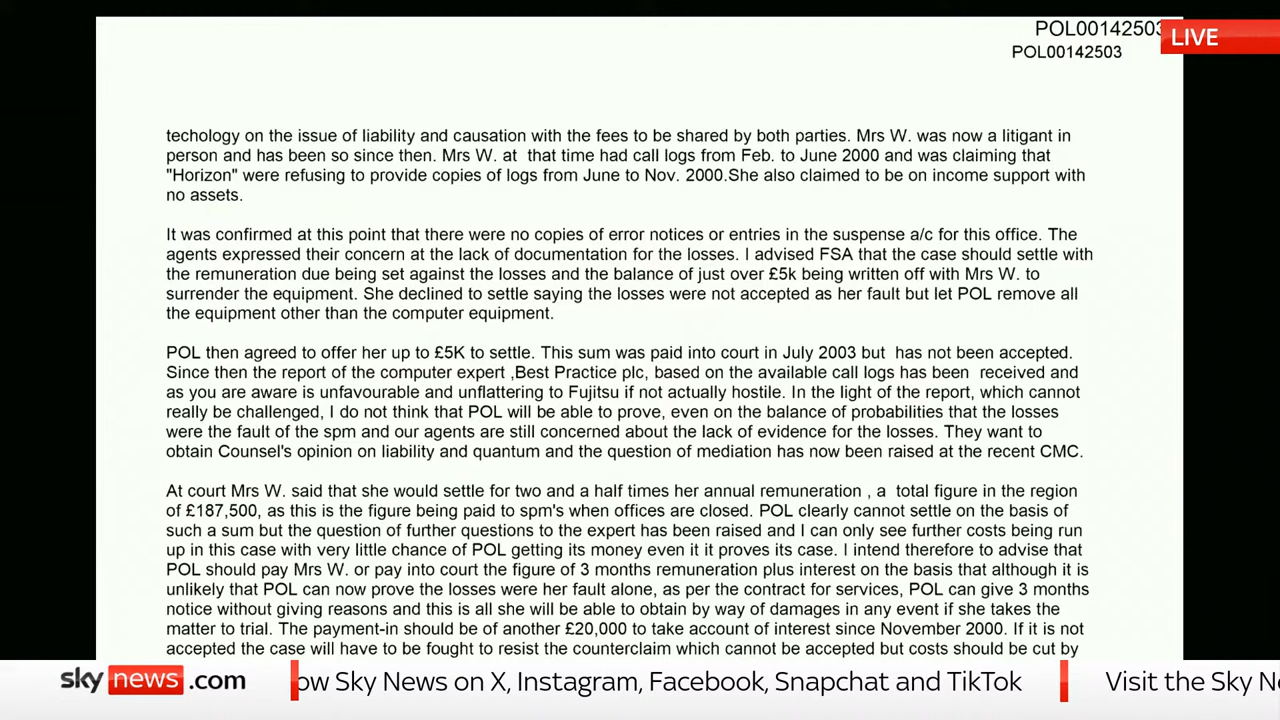 POL00142503
LIVE
POL00142503
techology on the issue of liability and causation with the fees to be shared by both parties. Mrs W. was now a litigant in
person and has been so since then. Mrs W. at that time had call logs from Feb. to June 2000 and was claiming that
"Horizon" were refusing to provide copies of logs from June to Nov. 2000.She also claimed to be on income support with
no assets.
It was confirmed at this point that there were no copies of error notices or entries in the suspense a/c for this office. The
agents expressed their concern at the lack of documentation for the losses. I advised FSA that the case should settle with
the remuneration due being set against the losses and the balance of just over £5k being written off with Mrs W. to
surrender the equipment. She declined to settle saying the losses were not accepted as her fault but let POL remove all
the equipment other than the computer equipment.
POL then agreed to offer her up to £5K to settle. This sum was paid into court in July 2003 but has not been accepted.
Since then the report of the computer expert ,Best Practice plc, based on the available call logs has been received and
as you are aware is unfavourable and unflattering to Fujitsu if not actually hostile. In the light of the report, which cannot
really be challenged, I do not think that POL will be able to prove, even on the balance of probabilities that the losses
were the fault of the spm and our agents are still concerned about the lack of evidence for the losses. They want to
obtain Counsel's opinion on liability and quantum and the question of mediation has now been raised at the recent CMC.
At court Mrs W. said that she would settle for two and a half times her annual remuneration , a total figure in the region
of £187,500, as this is the figure being paid to spm's when offices are closed. POL clearly cannot settle on the basis of
such a sum but the question of further questions to the expert has been raised and I can only see further costs being run
up in this case with very little chance of POL getting its money even it it proves its case. I intend therefore to advise that
POL should pay Mrs W. or pay into court the figure of 3 months remuneration plus interest on the basis that although it is
unlikely that POL can now prove the losses were her fault alone, as per the contract for services, POL can give 3 months
notice without giving reasons and this is all she will be able to obtain by way of damages in any event if she takes the
matter to trial. The payment-in should be of another £20,000 to take account of interest since November 2000. If it is not
accepted the case will have to be fought to resist the counterclaim which cannot be accepted but costs should be cut by
sky news.com
ow Sky News on X, Instagram, Facebook, Snapchat and TikTok
Visit the Sky Ne